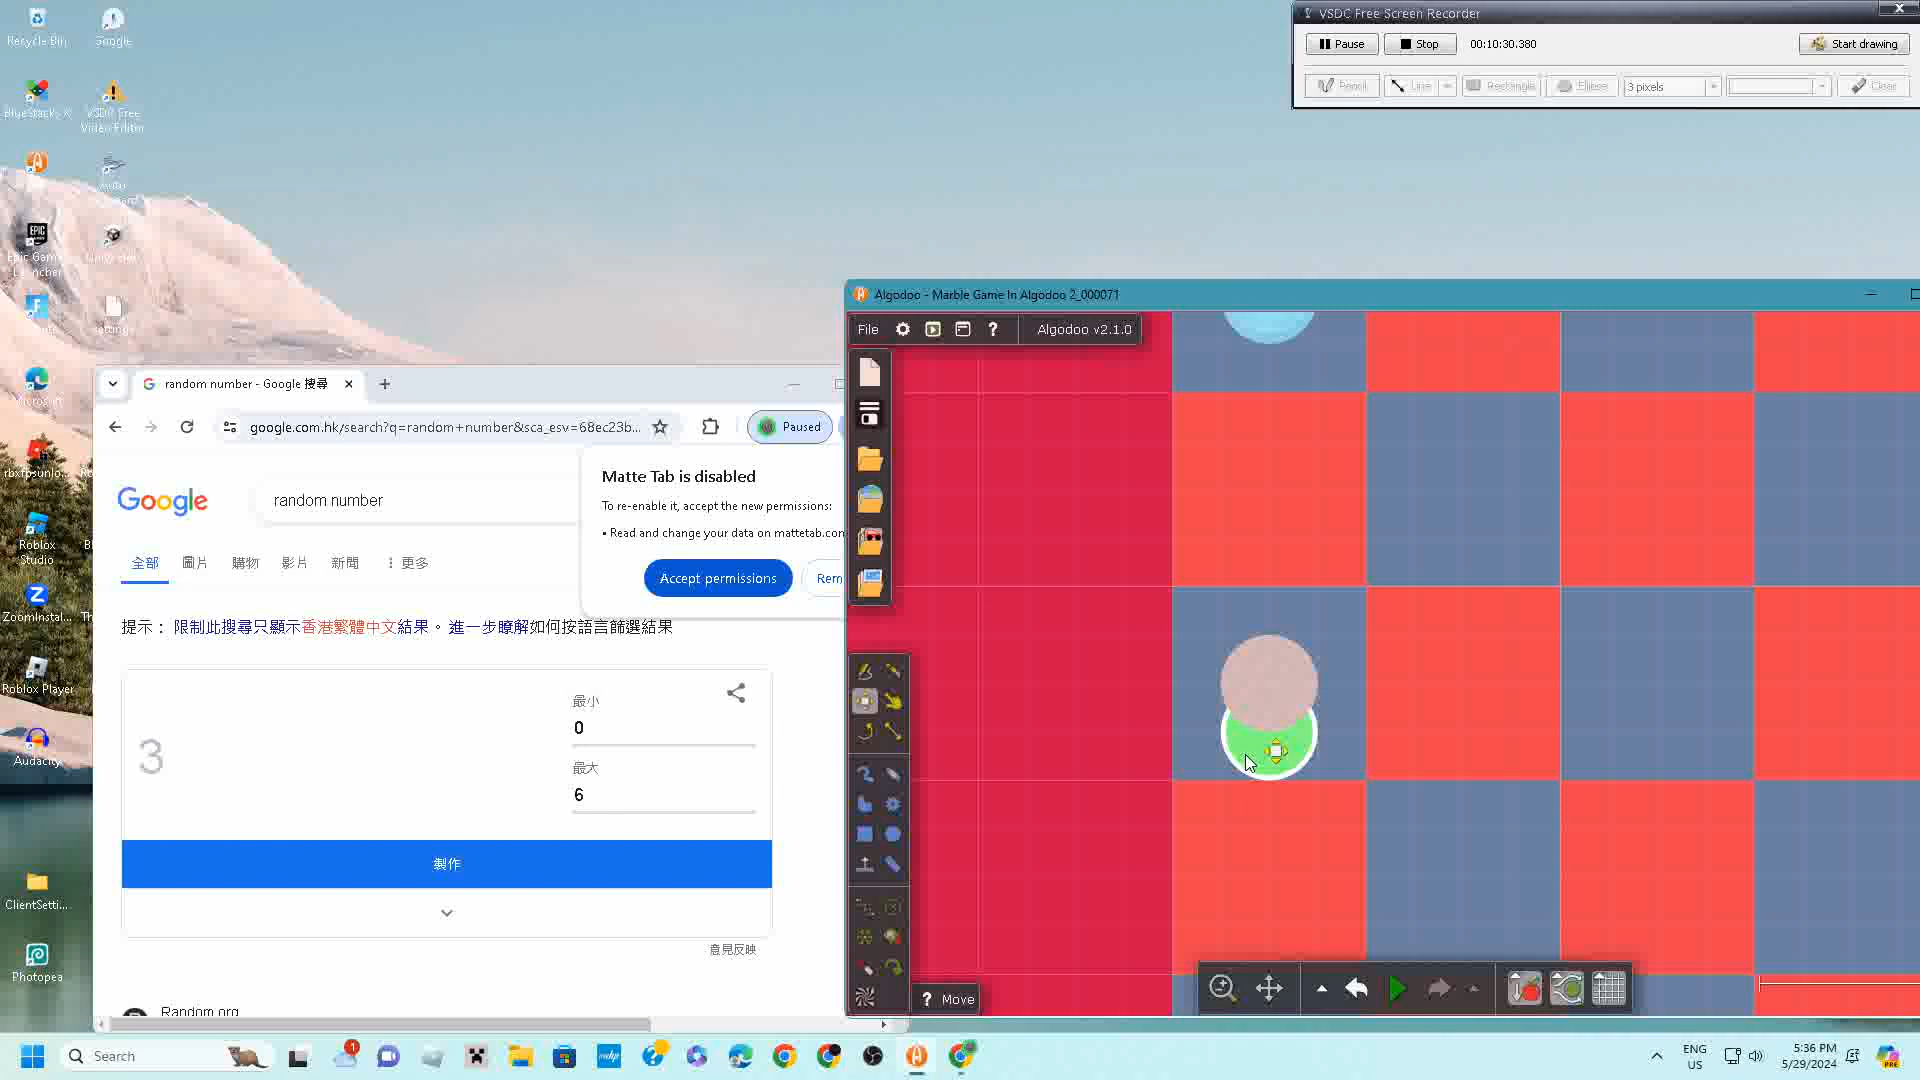 Recycle Bin
Google
BlueStacks X
VSDC Free
Video Editor
EPIC
Epic Games
Launcher
settings
Microsoft
rbxfpsunlo...
Roblox
Studio
ZoomInstal...
Roblox Player
Audacity
ClientSetti...
Photopea
VSDC Free Screen Recorder
Pause
Stop
00:10:30.380
Start drawing
Pencil
Line
Rectangle
Ellipse
3 pixels
Clear
random number - Google 搜尋
google.com.hk/search?q=random+number&sca_esv=68ec23b...
Paused
Google
random number
Matte Tab is disabled
To re-enable it, accept the new permissions:
• Read and change your data on mattetab.com
Accept permissions
Rem
全部
圖片
購物
影片
新聞
更多
提示： 限制此搜尋只顯示香港繁體中文結果。 進一步瞭解如何按語言篩選結果
3
最小
0
最大
6
製作
意見反映
Random.org
Algodoo - Marble Game In Algodoo 2_000071
File
?
Algodoo v2.1.0
? Move
Search
1
ENG
US
5:36 PM
5/29/2024
PRE